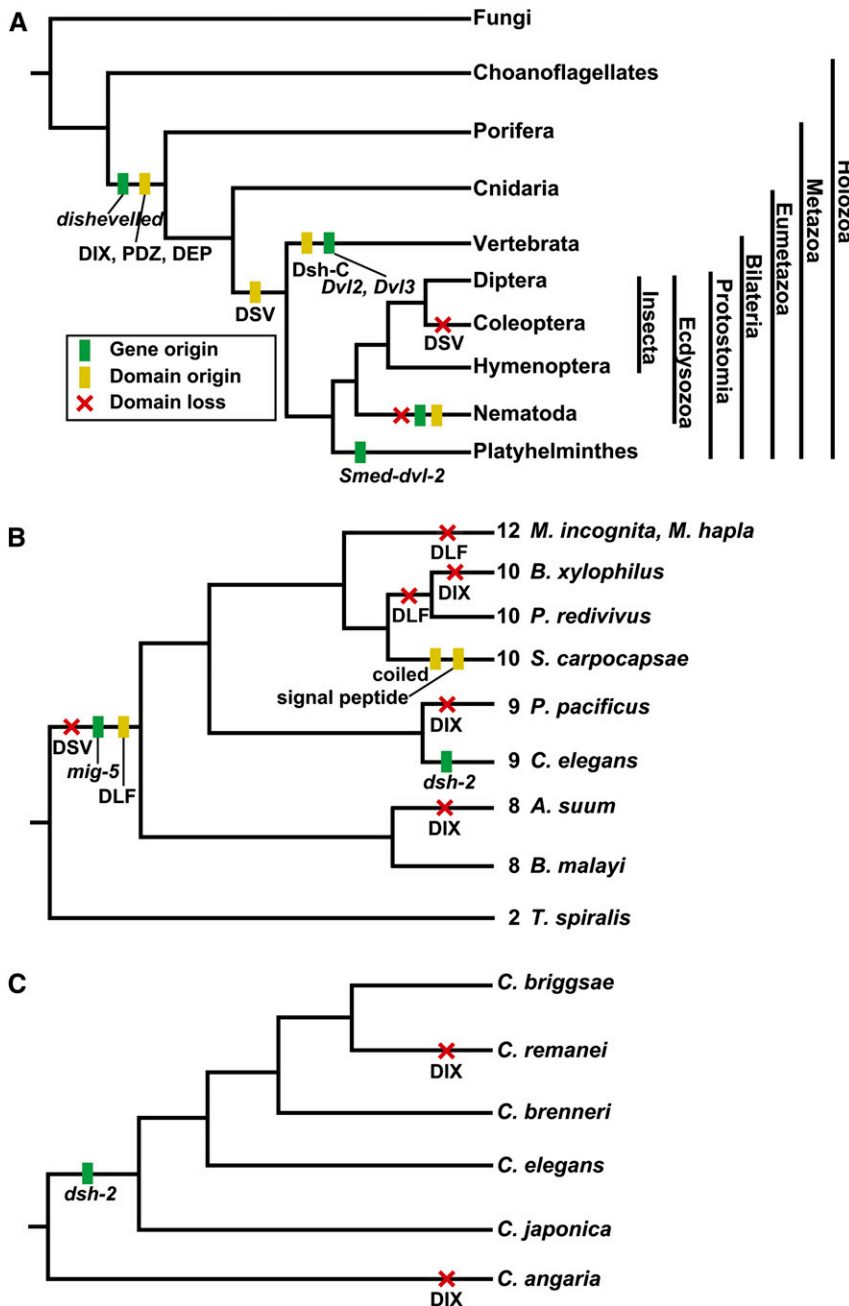 A
Fungi
Choanoflagellates
Porifera
Cnidaria
Vertebrata
Diptera
Coleoptera
Hymenoptera
Nematoda
Platyhelminthes
dishevelled
DIX, PDZ, DEP
DSV
Dsh-C
Dvl2, Dvl3
DSV
Smed-dvl-2
Gene origin
Domain origin
Domain loss
Insecta
Ecdysozoa
Protostomia
Bilateria
Eumetazoa
Metazoa
Holozoa
B
12 M. incognita, M. hapla
DLF
10 B. xylophilus
DIX
DLF
10 P. redivivus
10 S. carpocapsae
coiled
signal peptide
9 P. pacificus
DIX
9 C. elegans
dsh-2
DSV
mig-5
DLF
8 A. suum
DIX
8 B. malayi
2 T. spiralis
C
C. briggsae
C. remanei
DIX
C. brenneri
C. elegans
dsh-2
C. japonica
C. angaria
DIX